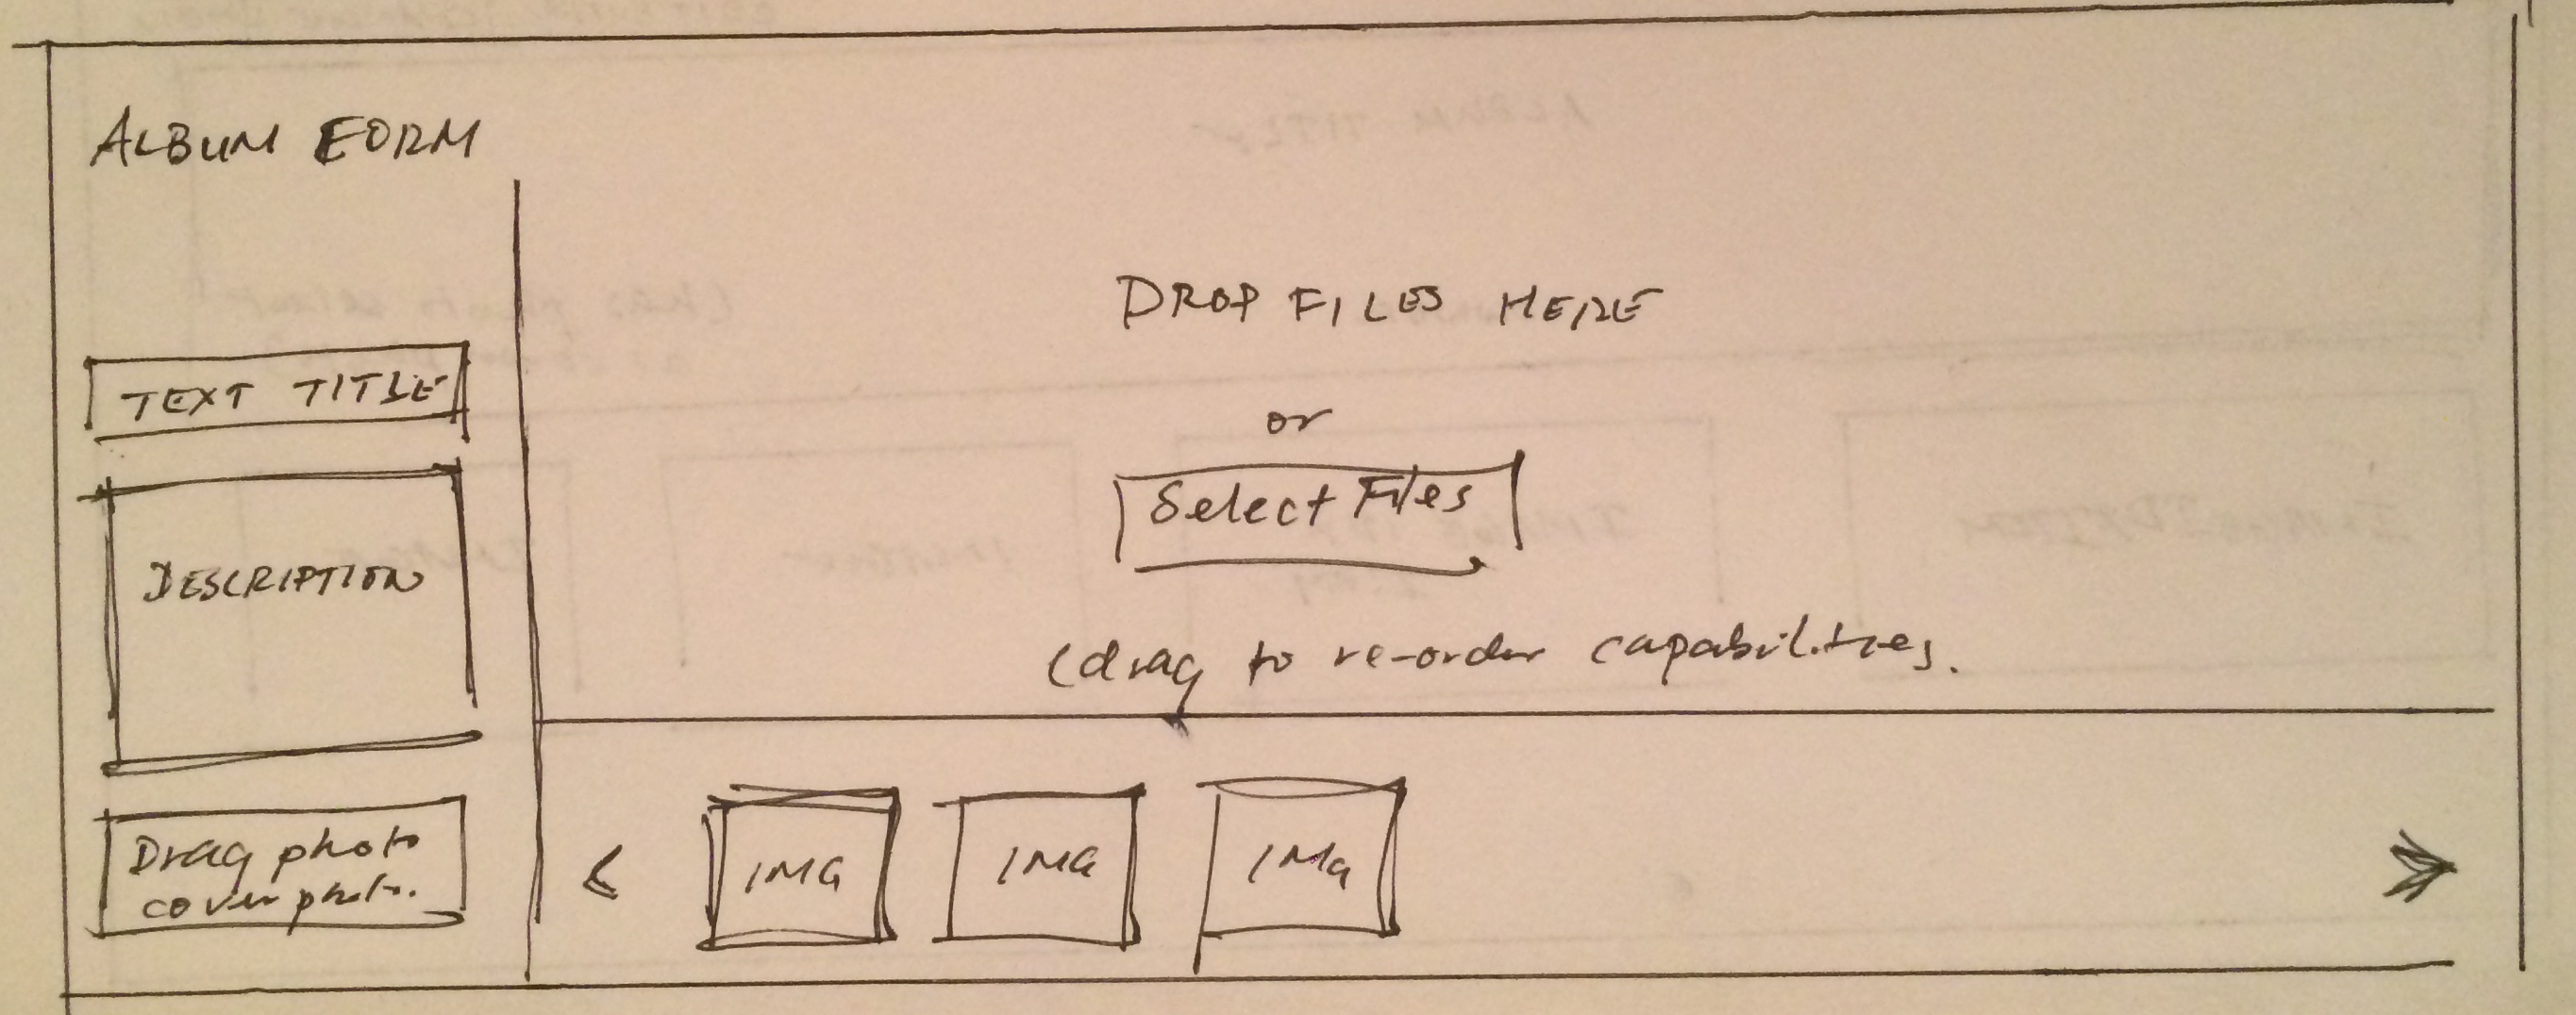 ALBUM FORM
TEXT TITLE
DESCRIPTION
Drag photo
cover photo.
DROP FILES HERE
or
Select Files
(drag to re-order capabilities.
<
IMG
IMG
IMG